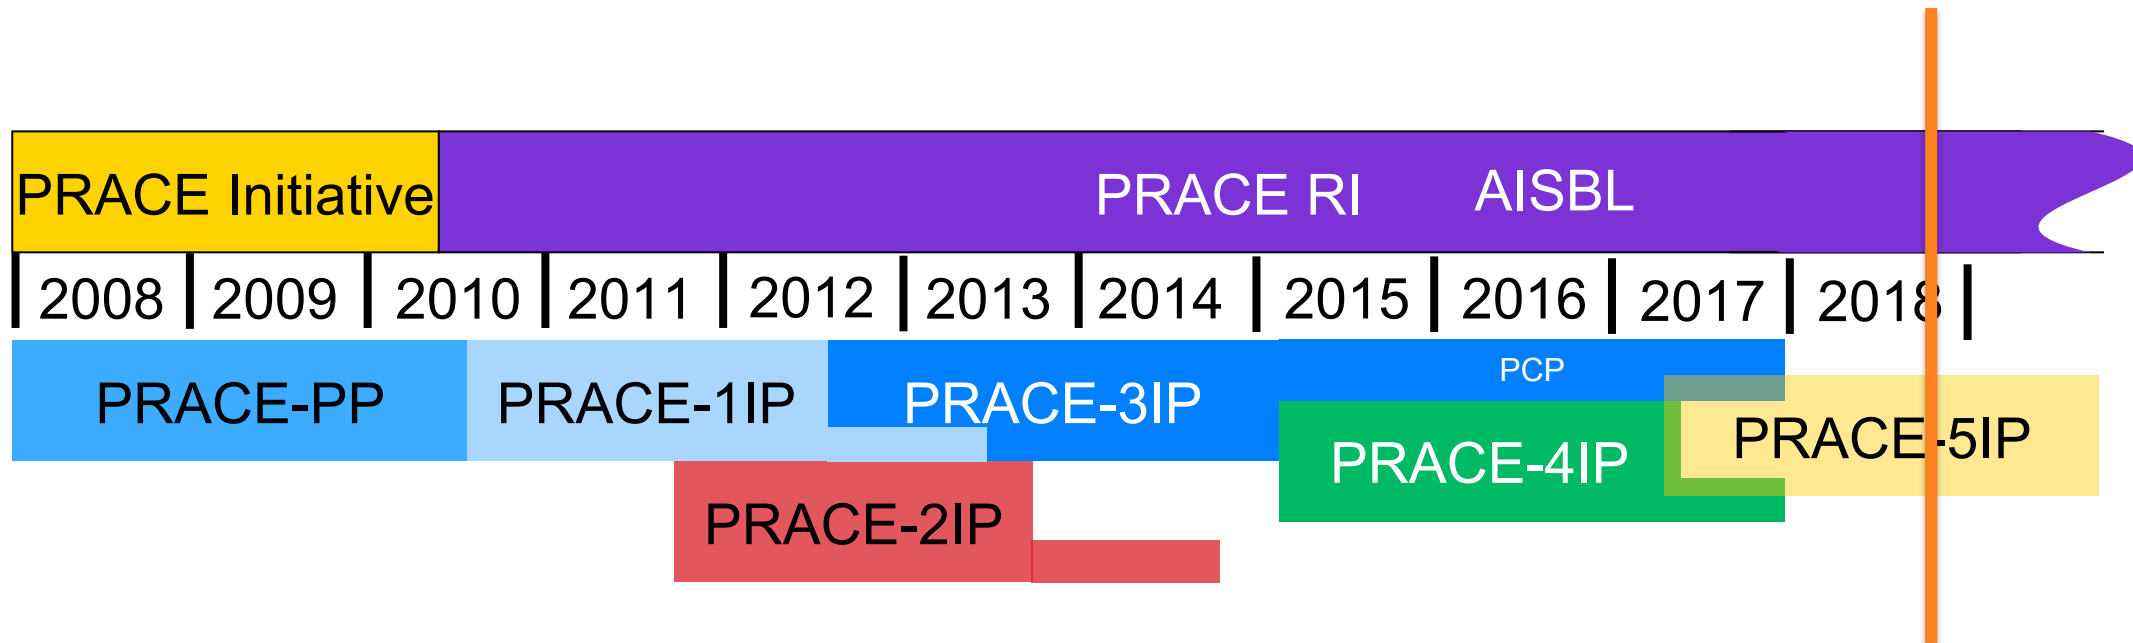 PRACE Initiative
PRACE RI AISBL
2008 2009 2010 2011 2012 2013 2014 2015 2016 2017 2018
PCP
PRACE-PP PRACE-1IP PRACE-3IP
PRACE-4IP PRACE-5IP
PRACE-2IP